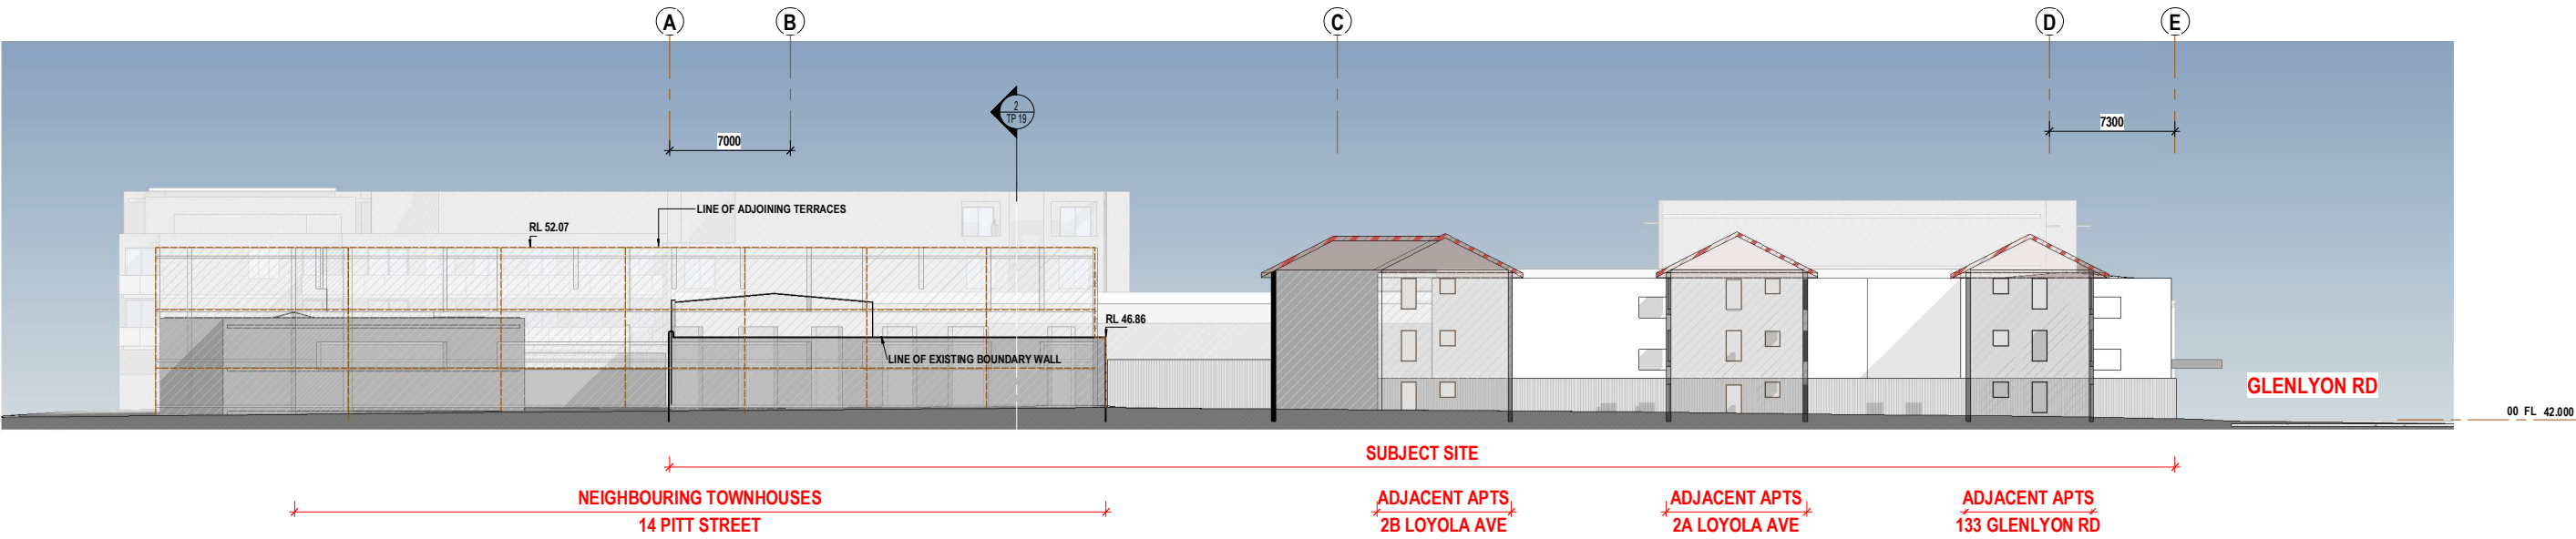 A
B
C
D
E
2
TP 19
7300
7000
LINE OF ADJOINING TERRACES
RL 52.07
RL 46.86
LINE OF EXISTING BOUNDARY WALL
GLENLYON RD
00 FL 42.000
SUBJECT SITE
NEIGHBOURING TOWNHOUSES
14 PITT STREET
ADJACENT APTS
2B LOYOLA AVE
ADJACENT APTS
2A LOYOLA AVE
ADJACENT APTS
133 GLENLYON RD